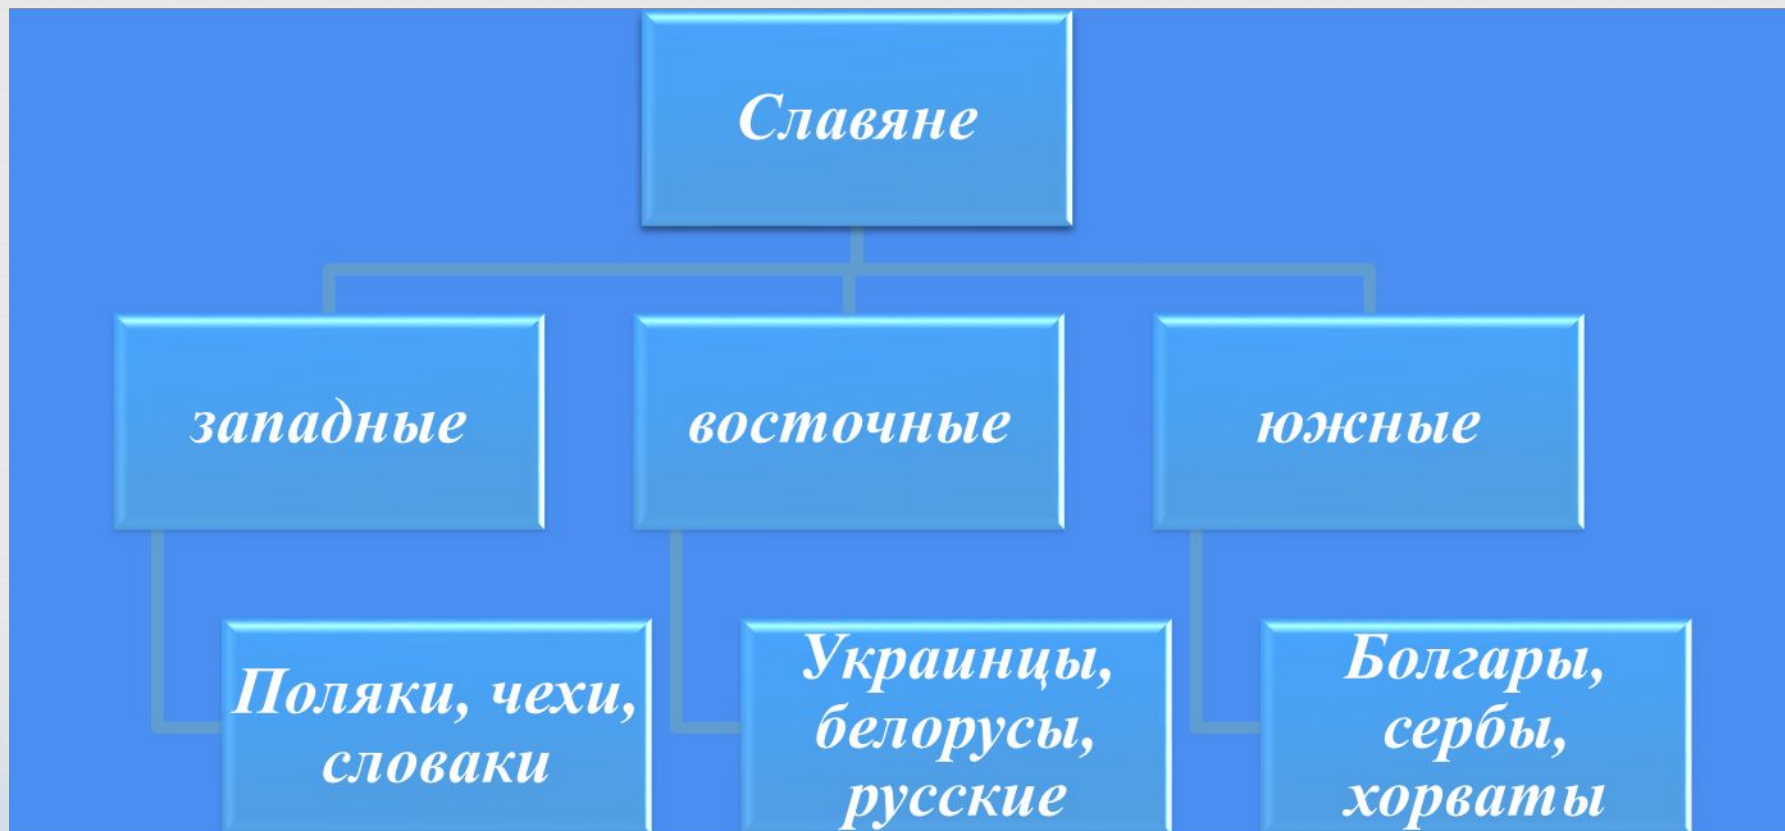 Славяне
западные
восточные
южные
Поляки, чехи,
словаки
Украинцы,
белорусы,
русские
Болгары,
сербы,
хорваты